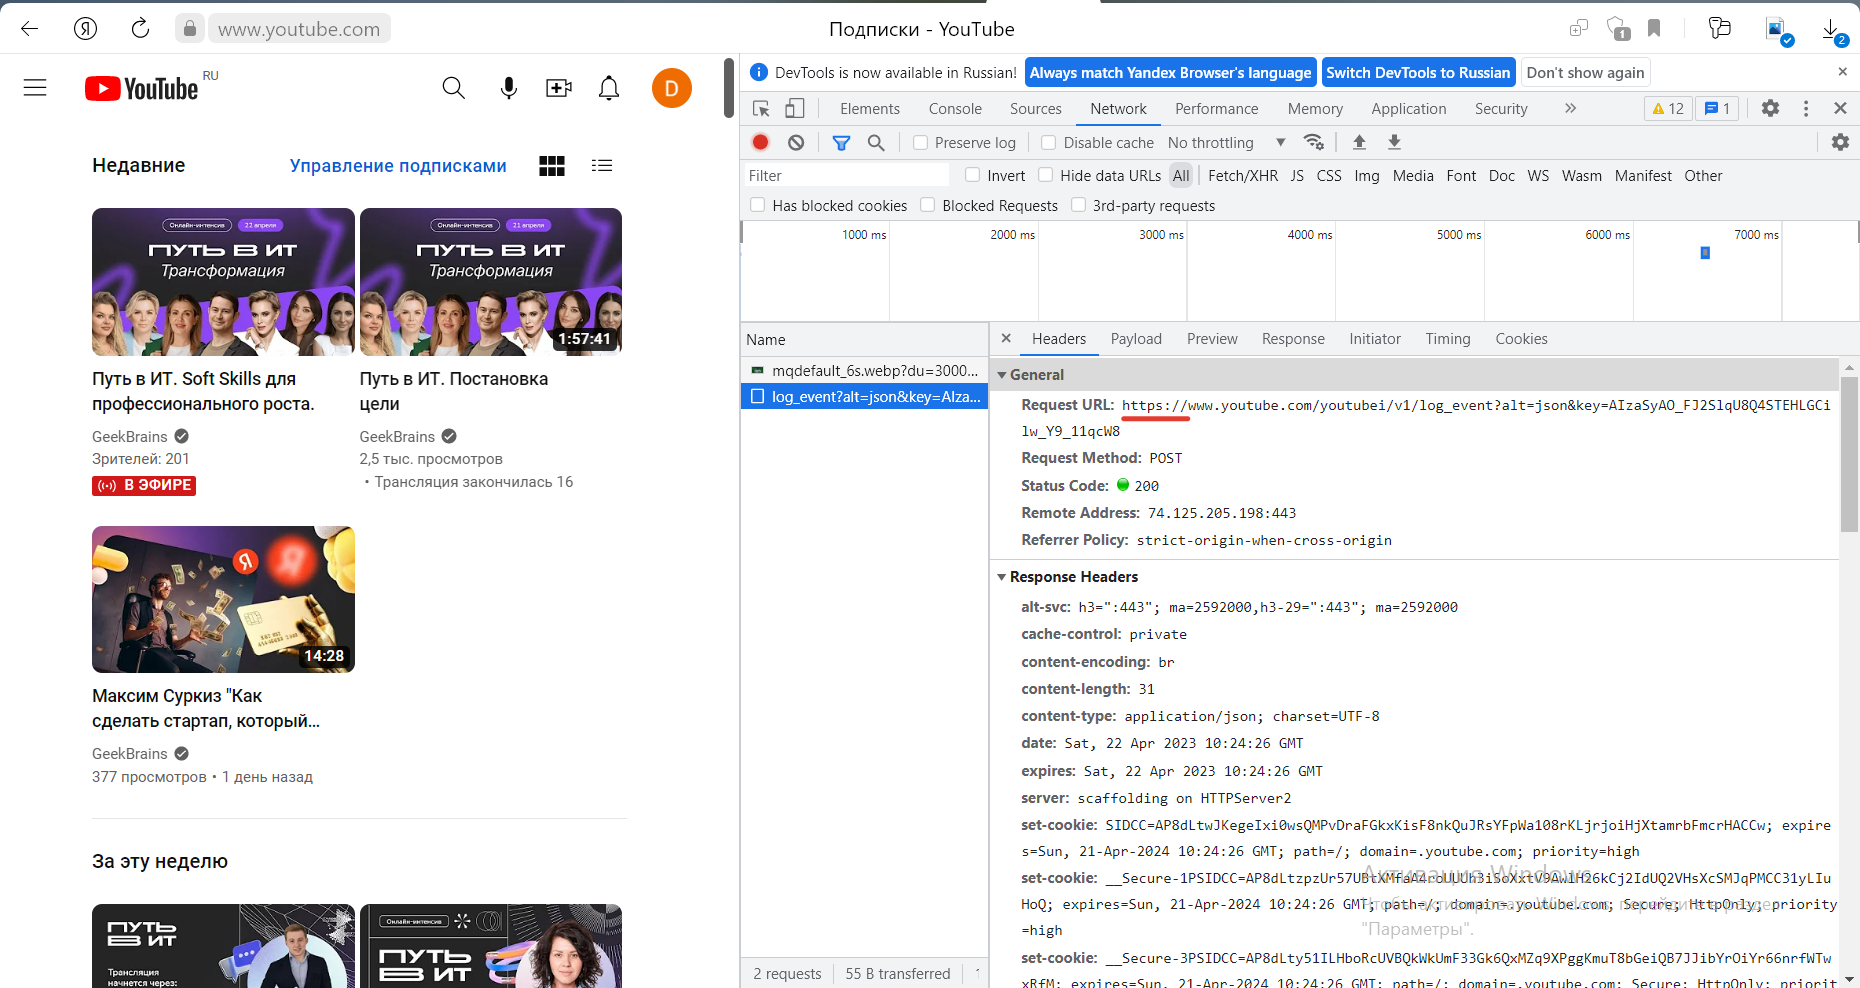 www.youtube.com
Подписки - YouTube
1
2
YouTube RU
D
Недавние
Управление подписками
Онлайн-интенсив 22 апреля
ПУТЬ В ИТ
Трансформация
Онлайн-интенсив 21 апреля
ПУТЬ В ИТ
Трансформация
1:57:41
Путь в ИТ. Soft Skills для
профессионального роста.
GeekBrains
Зрителей: 201
В ЭФИРЕ
Путь в ИТ. Постановка
цели
GeekBrains
2,5 тыс. просмотров
• Трансляция закончилась 16
Я
Я
14:28
Максим Суркиз "Как
сделать стартап, который...
GeekBrains
377 просмотров • 1 день назад
За эту неделю
ПУТЬ
В ИТ
Трансляция
начнется через:
Онлайн-интенсив
ПУТЬ
В ИТ
DevTools is now available in Russian!
Always match Yandex Browser's language
Switch DevTools to Russian
Don't show again
Elements Console Sources Network Performance Memory Application Security
12
1
Preserve log
Disable cache
No throttling
Filter
Invert
Hide data URLs
All Fetch/XHR JS CSS Img Media Font Doc WS Wasm Manifest Other
Has blocked cookies
Blocked Requests
3rd-party requests
1000 ms 2000 ms 3000 ms 4000 ms 5000 ms 6000 ms 7000 ms
Name
mqdefault_6s.webp?du=3000...
log_event?alt=json&key=AIza...
2 requests 55 B transferred
Headers Payload Preview Response Initiator Timing Cookies
General
Request URL: https://www.youtube.com/youtubei/v1/log_event?alt=json&key=AIzaSyAO_FJ2SlqU8Q4STEHLGCi
lw_Y9_11qcW8
Request Method: POST
Status Code: 200
Remote Address: 74.125.205.198:443
Referrer Policy: strict-origin-when-cross-origin
Response Headers
alt-svc: h3=":443"; ma=2592000,h3-29=":443"; ma=2592000
cache-control: private
content-encoding: br
content-length: 31
content-type: application/json; charset=UTF-8
date: Sat, 22 Apr 2023 10:24:26 GMT
expires: Sat, 22 Apr 2023 10:24:26 GMT
server: scaffolding on HTTPServer2
set-cookie: SIDCC=AP8dLtwJKegeIxi0wsQMPvDraFGkxKisF8nkQuJRsYFpWa108rKLjrjoiHjXtamrbFmcrHACCw; expire
s=Sun, 21-Apr-2024 10:24:26 GMT; path=/; domain=.youtube.com; priority=high
set-cookie: expires=Sun, 21-Apr-2024 10:24:26 GMT; path=/; domain=.youtube.com; Secure; HttpOnly; priority
=high
set-cookie: __Secure-3PSIDCC=AP8dLty51ILHboRcUVBQkWkUmF33Gk6QxMZq9XPggKmuT8bGeiQB7JJibYrOiYr66nrfWTw
xRfM; expires=Sun, 21-Apr-2024 10:24:26 GMT; path=/; domain=.youtube.com; Secure; HttpOnly; priorit
Активация Windows
Чтобы активировать Windows, перейдите в раздел
"Параметры".